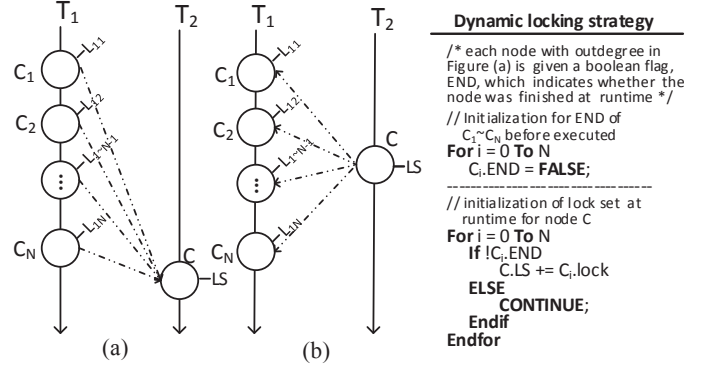 T1 T2
L11
C1
L12
C2
L1~N-1
⋮
L1N
CN
C
LS
(a)
T1 T2
L11
C1
L12
C2
C
L1~N-1
LS
⋮
L1N
CN
(b)
Dynamic locking strategy
/* each node with outdegree in
Figure (a) is given a boolean flag,
END, which indicates whether the
node was finished at runtime */
// Initialization for END of
C1~CN before executed
For i = 0 To N
Ci.END = FALSE;
----------------------------------
// initialization of lock set at
runtime for node C
For i = 0 To N
If !Ci.END
C.LS += Ci.lock
ELSE
CONTINUE;
Endif
Endfor